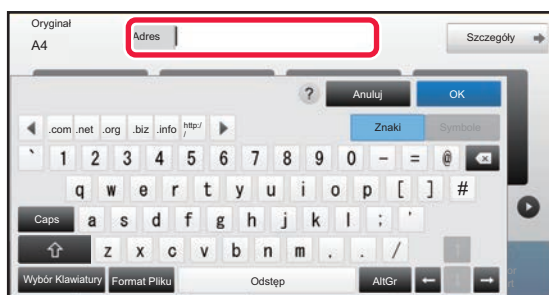 Oryginał
A4
Adres
Szczegóły
? Anuluj OK
.com .net .org .biz .info http:// Znaki Symbole
` 1 2 3 4 5 6 7 8 9 0 - = @
q w e r t y u i o p [ ] #
Caps a s d f g h j k l ; '
z x c v b n m . . /
Wybór Klawiatury Format Pliku Odstęp AltGr